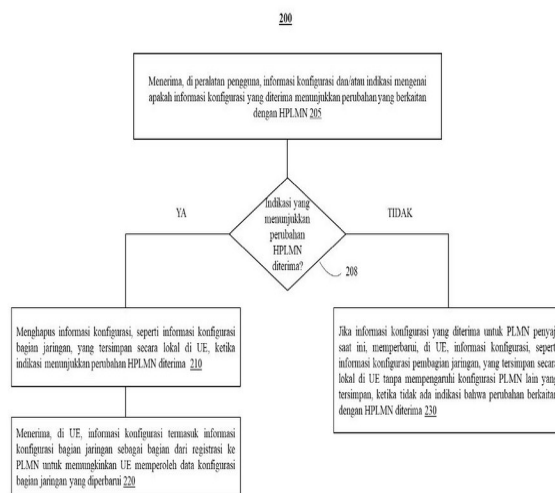 200
Menerima, di peralatan pengguna, informasi konfigurasi dan/atau indikasi mengenai
apakah informasi konfigurasi yang diterima menunjukkan perubahan yang berkaitan
dengan HPLMN 205
Indikasi yang
menunjukkan
perubahan
HPLMN
diterima?
YA
TIDAK
208
Menghapus informasi konfigurasi, seperti informasi konfigurasi
bagian jaringan, yang tersimpan secara lokal di UE, ketika
indikasi menunjukkan perubahan HPLMN diterima 210
Menerima, di UE, informasi konfigurasi termasuk informasi
konfigurasi bagian jaringan sebagai bagian dari registrasi ke
PLMN untuk memungkinkan UE memperoleh data konfigurasi
bagian jaringan yang diperbarui 220
Jika informasi konfigurasi yang diterima untuk PLMN penyaji
saat ini, memperbarui, di UE, informasi konfigurasi, seperti
informasi konfigurasi pembagian jaringan, yang tersimpan secara
lokal di UE tanpa mempengaruhi konfigurasi PLMN lain yang
tersimpan, ketika tidak ada indikasi bahwa perubahan berkaitan
dengan HPLMN diterima 230